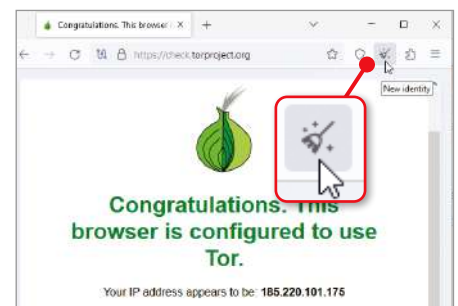 Congratulations. This browser i
https://check.torproject.org
New identity
Congratulations. This
browser is configured to use
Tor.
Your IP address appears to be: 185.220.101.175